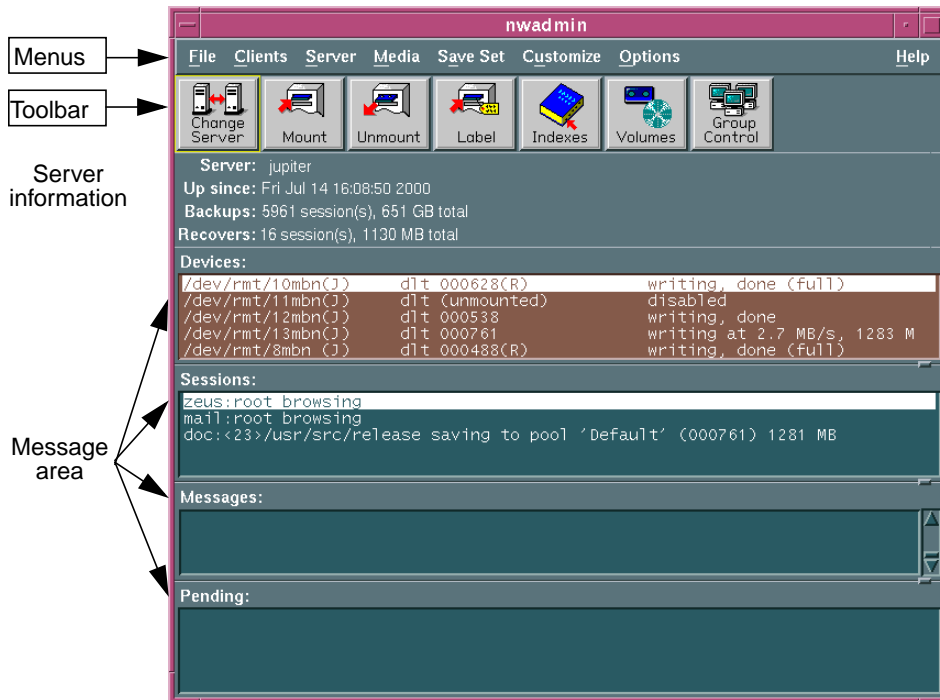 nwadmin
Menus
File Clients Server Media Save Set Customize Options Help
Toolbar
Change Server
Mount
Unmount
Label
Indexes
Volumes
Group Control
Server information
Server: jupiter
Up since: Fri Jul 14 16:08:50 2000
Backups: 5961 session(s), 651 GB total
Recovers: 16 session(s), 1130 MB total
Devices:
/dev/rmt/10mbn(J) dlt 000628(R) writing, done (full)
/dev/rmt/11mbn(J) dlt (unmounted) disabled
/dev/rmt/12mbn(J) dlt 000538 writing, done
/dev/rmt/13mbn(J) dlt 000761 writing at 2.7 MB/s, 1283 M
/dev/rmt/8mbn (J) dlt 000488(R) writing, done (full)
Message area
Sessions:
zeus:root browsing
mail:root browsing
doc:<23>/usr/src/release saving to pool 'Default' (000761) 1281 MB
Messages:
Pending: